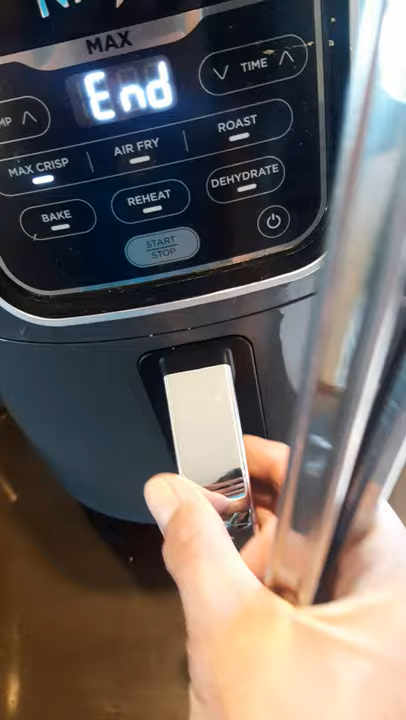 MAX
End
TIME
MAX CRISP
AIR FRY
ROAST
BAKE
REHEAT
DEHYDRATE
START
STOP